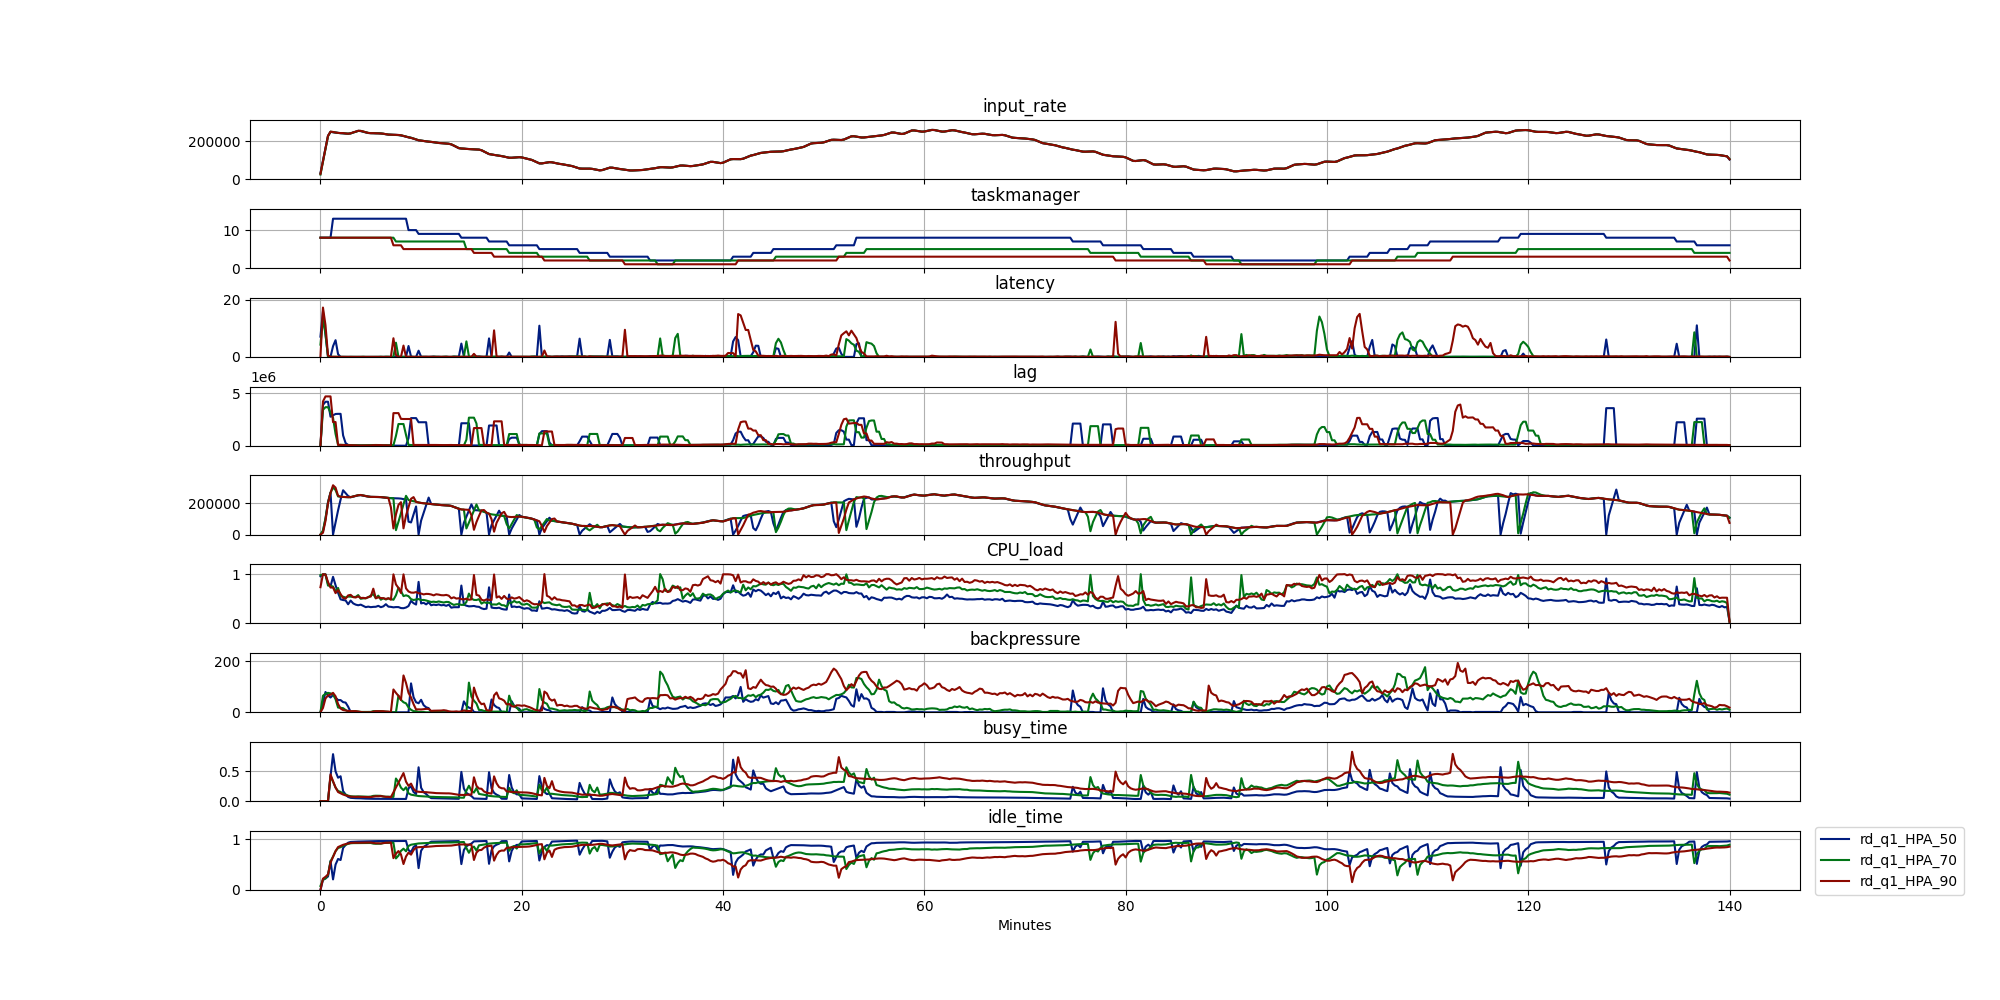 input_rate
200000
0
taskmanager
10
0
latency
20
0
1e6
lag
5
0
throughput
200000
0
CPU_load
1
0
backpressure
200
0
busy_time
0.5
0.0
idle_time
1
0
0 20 40 60 80 100 120 140
Minutes
rd_q1_HPA_50
rd_q1_HPA_70
rd_q1_HPA_90